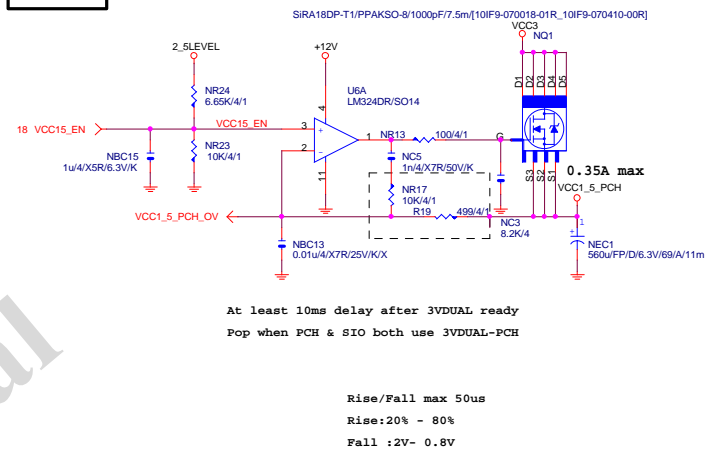 SiRA18DP-T1/PPAKSO-8/1000pF/7.5m/[10IF9-070018-01R_10IF9-070410-00R]
VCC3
NQ1
2_5LEVEL
+12V
D1
D2
D3
D4
D5
NR24
6.65K/4/1
U6A
LM324DR/SO14
4
18 VCC15_EN
VCC15_EN
3
+
2
-
1
11
NR13
100/4/1
G
NBC15
1u/4/X5R/6.3V/K
NR23
10K/4/1
NC5
1n/4/X7R/50V/K
S3
S2
S1
0.35A max
VCC1_5_PCH
NR17
10K/4/1
VCC1_5_PCH_OV
R19
499/4/1
NC3
8.2K/4
1
+
NBC13
0.01u/4/X7R/25V/K/X
NEC1
560u/FP/D/6.3V/69/A/11m
At least 10ms delay after 3VDUAL ready
Pop when PCH & SIO both use 3VDUAL-PCH
al
Rise/Fall max 50us
Rise:20% - 80%
Fall :2V- 0.8V